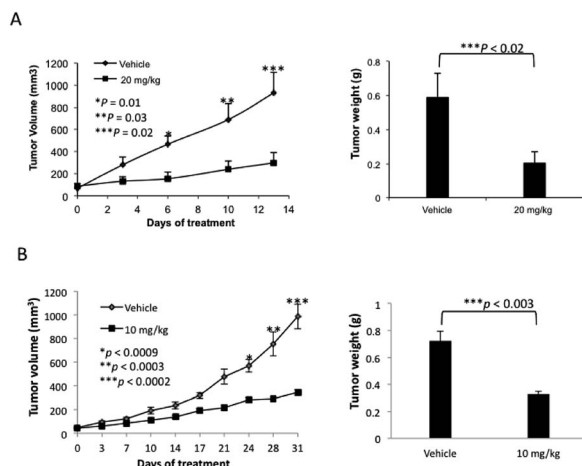 A
Tumor Volume (mm3)
1200
1000
800
600
400
200
0
Vehicle
20 mg/kg
*P = 0.01
**P = 0.03
***P = 0.02
*
**
***
0 2 4 6 8 10 12 14
Days of treatment
Tumor weight (g)
0.8
0.6
0.4
0.2
0
***P < 0.02
Vehicle 20 mg/kg
B
Tumor volume (mm³)
1200
1000
800
600
400
200
0
Vehicle
10 mg/kg
*p < 0.0009
**p < 0.0003
***p < 0.0002
*
**
***
0 3 7 10 14 17 21 24 28 31
Days of treatment
Tumor weight (g)
1
0.8
0.6
0.4
0.2
0
***p < 0.003
Vehicle 10 mg/kg